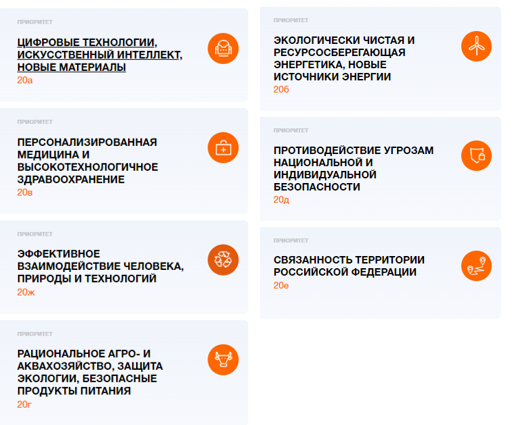 ПРИОРИТЕТ
ЦИФРОВЫЕ ТЕХНОЛОГИИ,
ИСКУССТВЕННЫЙ ИНТЕЛЛЕКТ,
НОВЫЕ МАТЕРИАЛЫ
20а
ПРИОРИТЕТ
ЭКОЛОГИЧЕСКИ ЧИСТАЯ И
РЕСУРСОСБЕРЕГАЮЩАЯ
ЭНЕРГЕТИКА, НОВЫЕ
ИСТОЧНИКИ ЭНЕРГИИ
20б
ПРИОРИТЕТ
ПЕРСОНАЛИЗИРОВАННАЯ
МЕДИЦИНА И
ВЫСОКОТЕХНОЛОГИЧНОЕ
ЗДРАВООХРАНЕНИЕ
20в
ПРИОРИТЕТ
ПРОТИВОДЕЙСТВИЕ УГРОЗАМ
НАЦИОНАЛЬНОЙ И
ИНДИВИДУАЛЬНОЙ
БЕЗОПАСНОСТИ
20д
ПРИОРИТЕТ
ЭФФЕКТИВНОЕ
ВЗАИМОДЕЙСТВИЕ ЧЕЛОВЕКА,
ПРИРОДЫ И ТЕХНОЛОГИЙ
20ж
ПРИОРИТЕТ
СВЯЗАННОСТЬ ТЕРРИТОРИИ
РОССИЙСКОЙ ФЕДЕРАЦИИ
20е
ПРИОРИТЕТ
РАЦИОНАЛЬНОЕ АГРО- И
АКВАХОЗЯЙСТВО, ЗАЩИТА
ЭКОЛОГИИ, БЕЗОПАСНЫЕ
ПРОДУКТЫ ПИТАНИЯ
20г